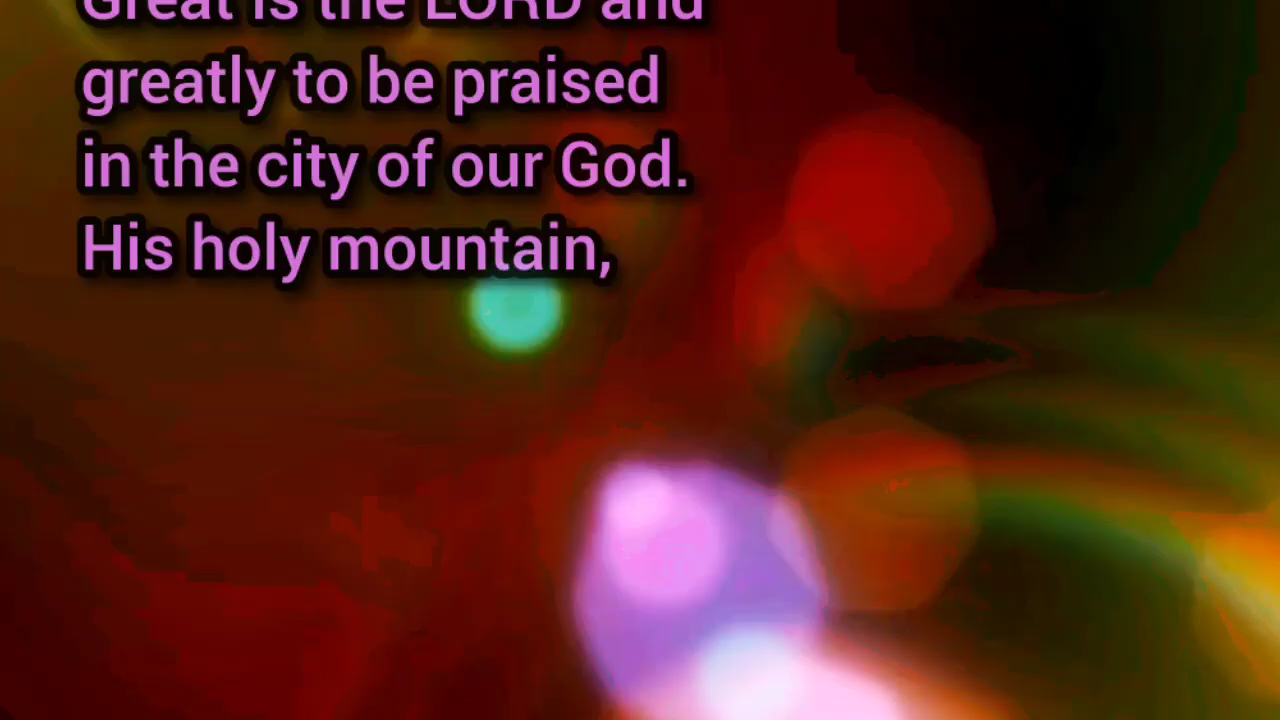 Great is the LORD and
greatly to be praised
in the city of our God.
His holy mountain,